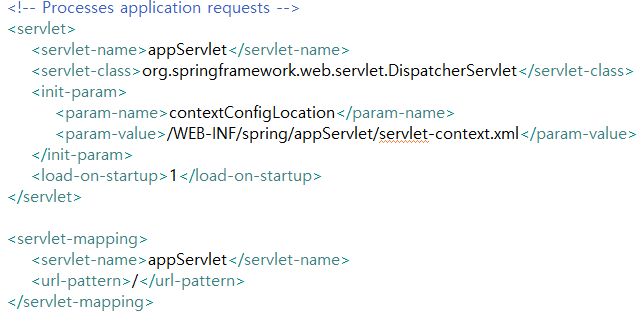 <!-- Processes application requests -->
<servlet>
<servlet-name>appServlet</servlet-name>
<servlet-class>org.springframework.web.servlet.DispatcherServlet</servlet-class>
<init-param>
<param-name>contextConfigLocation</param-name>
<param-value>/WEB-INF/spring/appServlet/servlet-context.xml</param-value>
</init-param>
<load-on-startup>1</load-on-startup>
</servlet>

<servlet-mapping>
<servlet-name>appServlet</servlet-name>
<url-pattern>/</url-pattern>
</servlet-mapping>